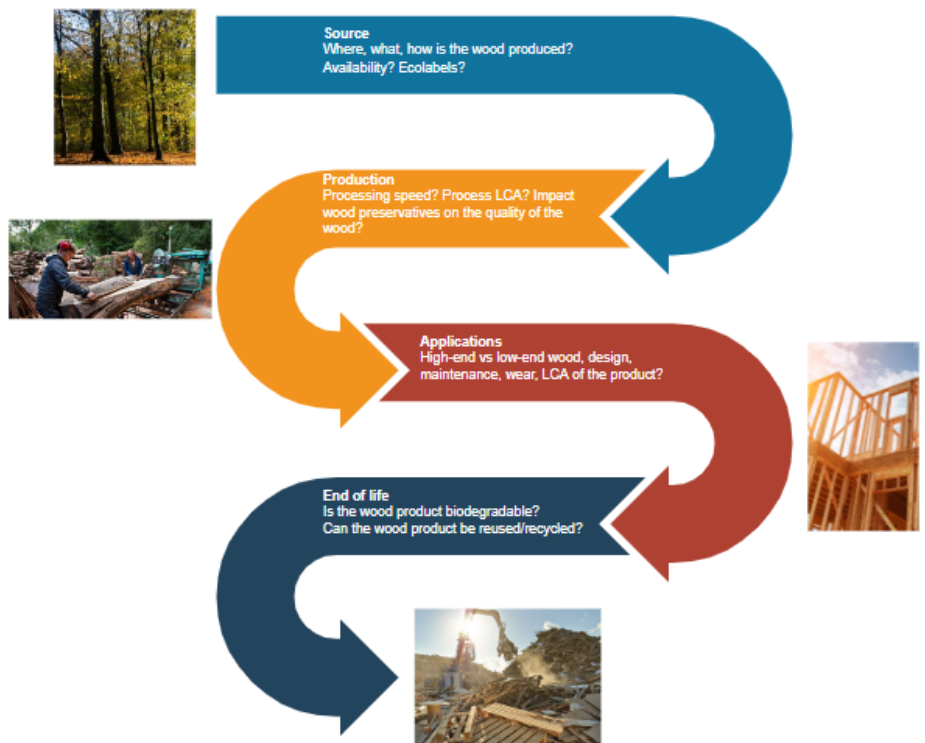 Source
Where, what, how is the wood produced?
Availability? Ecolabels?
Production
Processing speed? Process LCA? Impact
wood preservatives on the quality of the
wood?
Applications
High-end vs low-end wood, design,
maintenance, wear, LCA of the product?
End of life
Is the wood product biodegradable?
Can the wood product be reused/recycled?